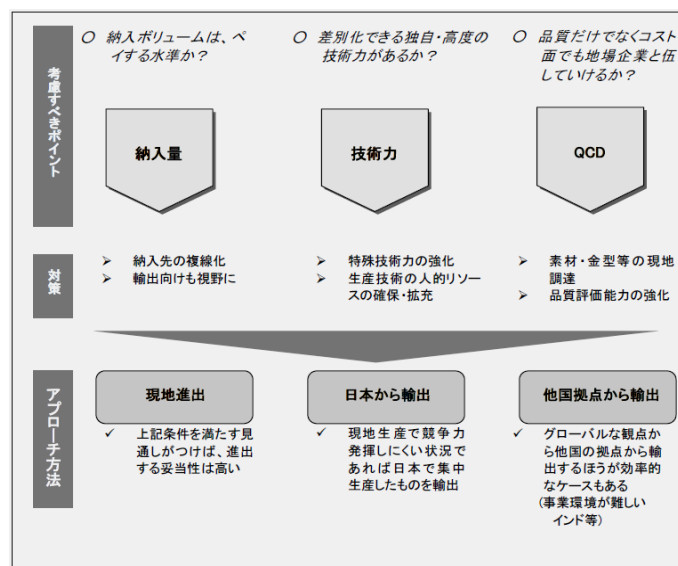 考慮すべきポイント
○ 納入ボリュームは、ペ
イする水準か?
○ 差別化できる独自・高度の
技術力があるか?
○ 品質だけでなくコスト
面でも地場企業と伍
していけるか?
納入量
技術力
QCD
対策
➢ 納入先の複線化
➢ 輸出向けも視野に
➢ 特殊技術力の強化
➢ 生産技術の人的リソー
スの確保・拡充
➢ 素材・金型等の現地
調達
➢ 品質評価能力の強化
アプローチ方法
現地進出
日本から輸出
他国拠点から輸出
✓ 上記条件を満たす見
通しがつけば、進出
する妥当性は高い
✓ 現地生産で競争力
発揮しにくい状況で
あれば日本で集中
生産したものを輸出
✓ グローバルな観点か
ら他国の拠点から輸
出するほうが効率的
なケースもある
(事業環境が難しい
インド等)